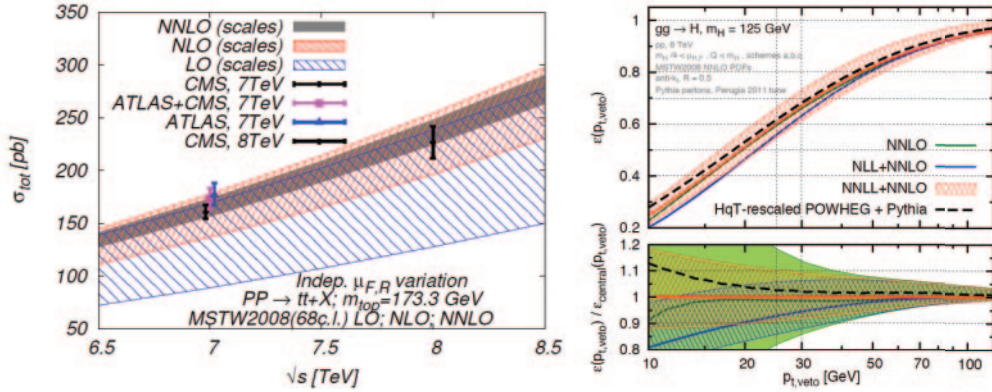 350
300
250
200
150
100
50
σtot [pb]
NNLO (scales)
NLO (scales)
LO (scales)
CMS, 7TeV
ATLAS+CMS, 7TeV
ATLAS, 7TeV
CMS, 8TeV
Indep. μF,R variation
PP → tt+X; mtop=173.3 GeV
MSTW2008(68c.l.) LO; NLO; NNLO
6.5 7 7.5 8 8.5
√s [TeV]
gg → H, mH = 125 GeV
pp, 8 TeV
mH/4 < μR,F, Q < mH, schemes a,b,c
MSTW2008 NNLO PDFs
anti-kt, R = 0.5
Pythia partons, Perugia 2011 tune
1
0.8
0.6
0.4
0.2
ε(pt,veto)
NNLO
NLL+NNLO
NNLL+NNLO
HqT-rescaled POWHEG + Pythia
1.2
1.1
1
0.9
0.8
ε(pt,veto) / εcentral(pt,veto)
10 20 30 50 70 100
pt,veto [GeV]